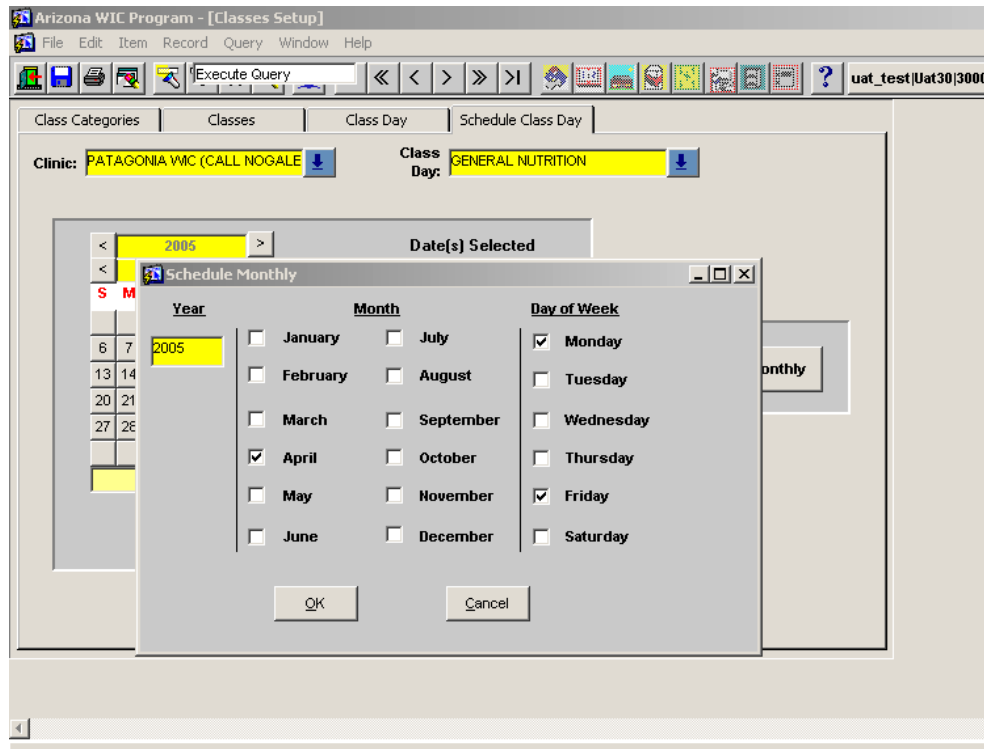 Arizona WIC Program - [Classes Setup]
File Edit Item Record Query Window Help
Execute Query
uat_test|Uat30|3000
Class Categories Classes Class Day Schedule Class Day
Clinic: PATAGONIA WIC (CALL NOGALE Class Day: GENERAL NUTRITION
< 2005 > Date(s) Selected
<
Schedule Monthly
S M
Year Month Day of Week
2005
January July Monday
February August Tuesday
March September Wednesday
April October Thursday
May November Friday
June December Saturday
6 7
13 14
20 21
27 28
onthly
OK Cancel